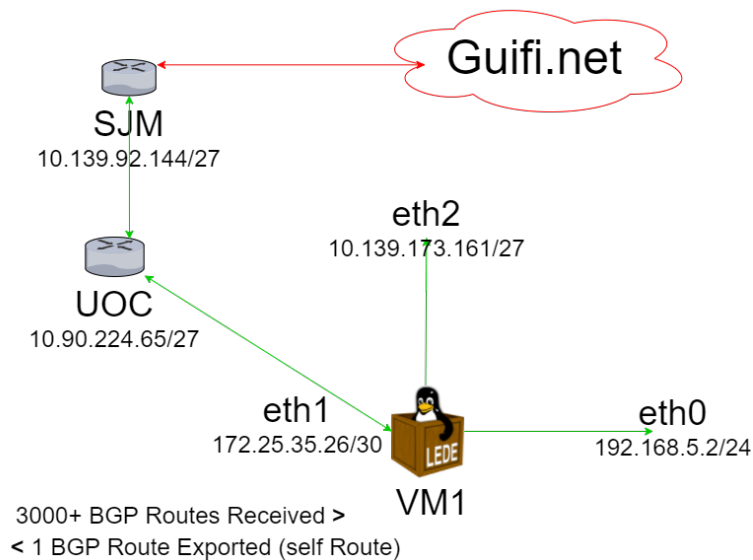 Guifi.net
SJM
10.139.92.144/27
eth2
10.139.173.161/27
UOC
10.90.224.65/27
eth1
172.25.35.26/30
LEDE
VM1
eth0
192.168.5.2/24
3000+ BGP Routes Received >
< 1 BGP Route Exported (self Route)